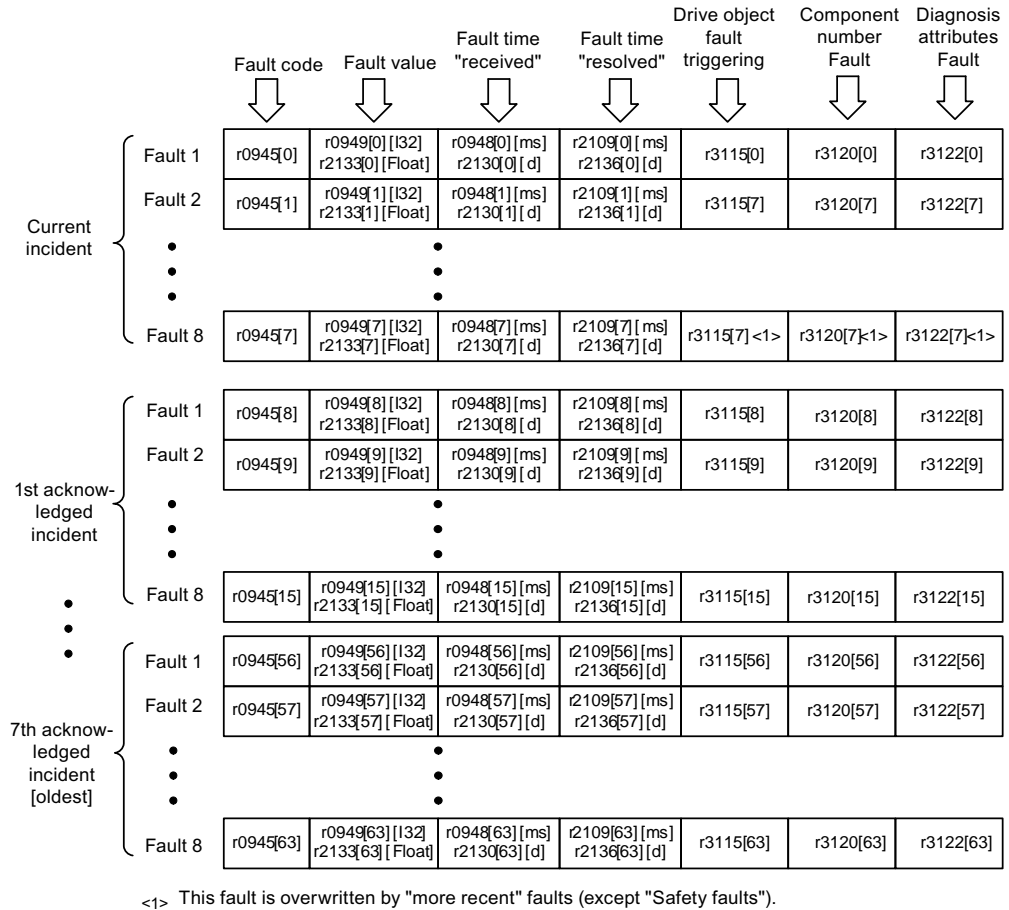 Fault code
Fault value
Fault time
"received"
Fault time
"resolved"
Drive object
fault
triggering
Component
number
Fault
Diagnosis
attributes
Fault
Current
incident
Fault 1
r0945[0]
r0949[0] [I32]
r2133[0] [Float]
r0948[0] [ms]
r2130[0] [d]
r2109[0] [ms]
r2136[0] [d]
r3115[0]
r3120[0]
r3122[0]
Fault 2
r0945[1]
r0949[1] [I32]
r2133[1] [Float]
r0948[1] [ms]
r2130[1] [d]
r2109[1] [ms]
r2136[1] [d]
r3115[7]
r3120[7]
r3122[7]
Fault 8
r0945[7]
r0949[7] [I32]
r2133[7] [Float]
r0948[7] [ms]
r2130[7] [d]
r2109[7] [ms]
r2136[7] [d]
r3115[7] <1>
r3120[7]<1>
r3122[7]<1>
1st acknow-
ledged
incident
Fault 1
r0945[8]
r0949[8] [I32]
r2133[8] [Float]
r0948[8] [ms]
r2130[8] [d]
r2109[8] [ms]
r2136[8] [d]
r3115[8]
r3120[8]
r3122[8]
Fault 2
r0945[9]
r0949[9] [I32]
r2133[9] [Float]
r0948[9] [ms]
r2130[9] [d]
r2109[9] [ms]
r2136[9] [d]
r3115[9]
r3120[9]
r3122[9]
Fault 8
r0945[15]
r0949[15] [I32]
r2133[15] [Float]
r0948[15] [ms]
r2130[15] [d]
r2109[15] [ms]
r2136[15] [d]
r3115[15]
r3120[15]
r3122[15]
7th acknow-
ledged
incident
[oldest]
Fault 1
r0945[56]
r0949[56] [I32]
r2133[56] [Float]
r0948[56] [ms]
r2130[56] [d]
r2109[56] [ms]
r2136[56] [d]
r3115[56]
r3120[56]
r3122[56]
Fault 2
r0945[57]
r0949[57] [I32]
r2133[57] [Float]
r0948[57] [ms]
r2130[57] [d]
r2109[57] [ms]
r2136[57] [d]
r3115[57]
r3120[57]
r3122[57]
Fault 8
r0945[63]
r0949[63] [I32]
r2133[63] [Float]
r0948[63] [ms]
r2130[63] [d]
r2109[63] [ms]
r2136[63] [d]
r3115[63]
r3120[63]
r3122[63]
<1> This fault is overwritten by "more recent" faults (except "Safety faults").